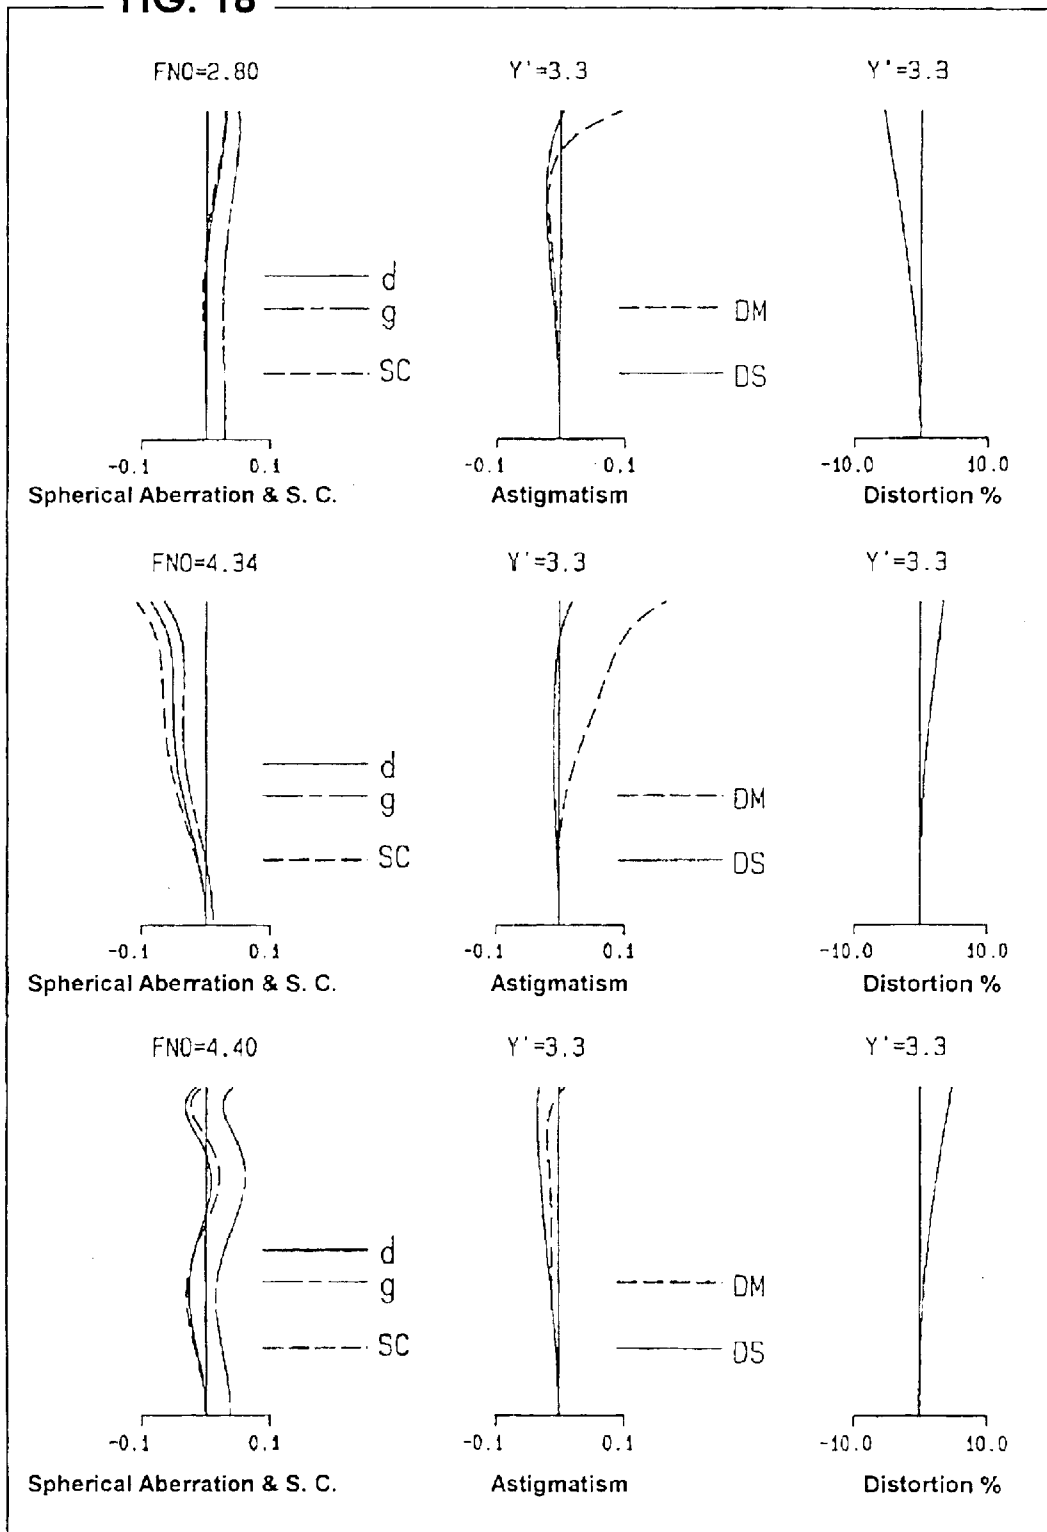 FIG. 18
FNO=2.80 Y'=3.3 Y'=3.3
d
g
DM
SC
DS
-0.1 0.1 -0.1 0.1 -10.0 10.0
Spherical Aberration & S. C. Astigmatism Distortion %
FNO=4.34 Y'=3.3 Y'=3.3
d
g
DM
SC
DS
-0.1 0.1 -0.1 0.1 -10.0 10.0
Spherical Aberration & S. C. Astigmatism Distortion %
FNO=4.40 Y'=3.3 Y'=3.3
d
g
DM
SC
DS
-0.1 0.1 -0.1 0.1 -10.0 10.0
Spherical Aberration & S. C. Astigmatism Distortion %